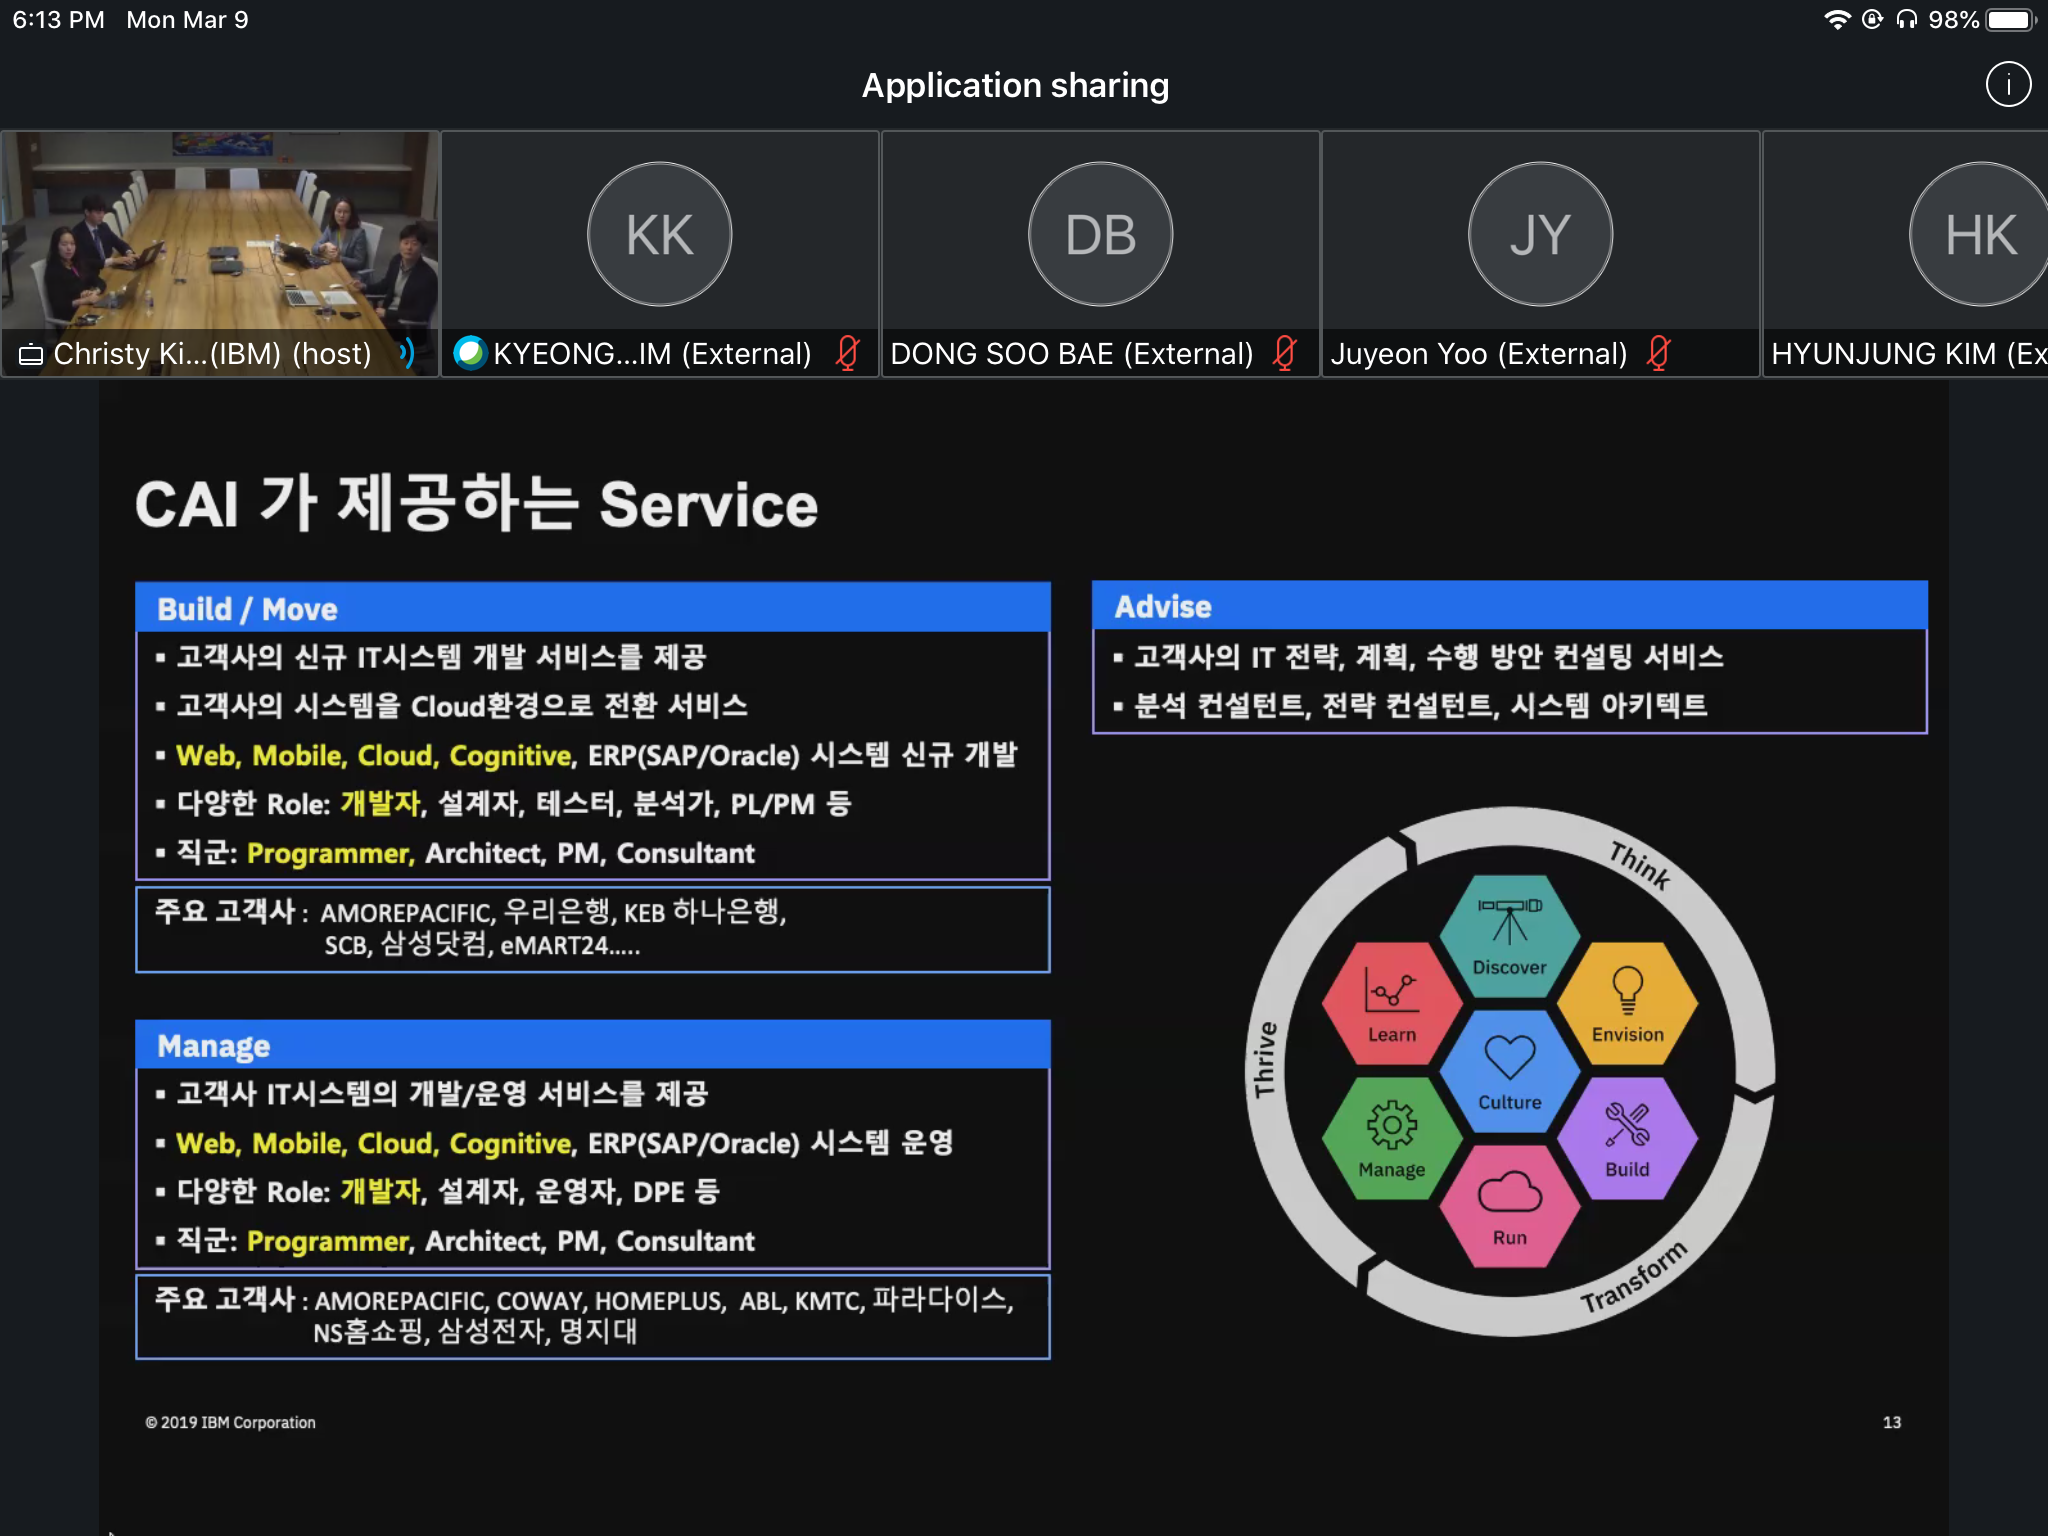 6:13 PM Mon Mar 9
98%
Application sharing
KK
DB
JY
HK
Christy Ki...(IBM) (host)
KYEONG...IM (External)
DONG SOO BAE (External)
Juyeon Yoo (External)
HYUNJUNG KIM (Ex
CAI 가 제공하는 Service
Build / Move
▪ 고객사의 신규 IT시스템 개발 서비스를 제공
▪ 고객사의 시스템을 Cloud환경으로 전환 서비스
▪ Web, Mobile, Cloud, Cognitive, ERP(SAP/Oracle) 시스템 신규 개발
▪ 다양한 Role: 개발자, 설계자, 테스터, 분석가, PL/PM 등
▪ 직군: Programmer, Architect, PM, Consultant
주요 고객사 : AMOREPACIFIC, 우리은행, KEB 하나은행,
SCB, 삼성닷컴, eMART24.....
Manage
▪ 고객사 IT시스템의 개발/운영 서비스를 제공
▪ Web, Mobile, Cloud, Cognitive, ERP(SAP/Oracle) 시스템 운영
▪ 다양한 Role: 개발자, 설계자, 운영자, DPE 등
▪ 직군: Programmer, Architect, PM, Consultant
주요 고객사 : AMOREPACIFIC, COWAY, HOMEPLUS, ABL, KMTC, 파라다이스,
NS홈쇼핑, 삼성전자, 명지대
Advise
▪ 고객사의 IT 전략, 계획, 수행 방안 컨설팅 서비스
▪ 분석 컨설턴트, 전략 컨설턴트, 시스템 아키텍트
Think
Discover
Learn
Envision
Thrive
Culture
Manage
Build
Run
Transform
© 2019 IBM Corporation
13